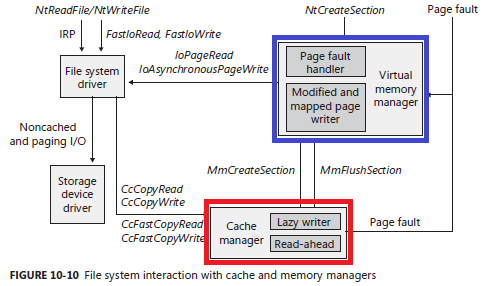 NtReadFile/NtWriteFile
NtCreateSection
Page fault
IRP
FastIoRead, FastIoWrite
IoPageRead
IoAsynchronousPageWrite
File system
driver
Page fault
handler
Modified and
mapped page
writer
Virtual
memory
manager
Noncached
and paging I/O
Storage
device
driver
MmCreateSection
MmFlushSection
CcCopyRead
CcCopyWrite
CcFastCopyRead
CcFastCopyWrite
Cache
manager
Lazy writer
Read-ahead
Page fault
FIGURE 10-10 File system interaction with cache and memory managers